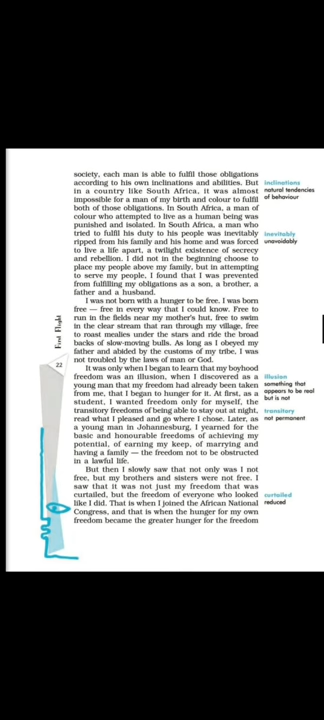 society, each man is able to fulfil those obligations
according to his own inclinations and abilities. But
in a country like South Africa, it was almost
impossible for a man of my birth and colour to fulfil
both of those obligations. In South Africa, a man of
colour who attempted to live as a human being was
punished and isolated. In South Africa, a man who
tried to fulfil his duty to his people was inevitably
ripped from his family and his home and was forced
to live a life apart, a twilight existence of secrecy
and rebellion. I did not in the beginning choose to
place my people above my family, but in attempting
to serve my people, I found that I was prevented
from fulfilling my obligations as a son, a brother, a
father and a husband.
I was not born with a hunger to be free. I was born
free — free in every way that I could know. Free to
run in the fields near my mother's hut, free to swim
in the clear stream that ran through my village, free
to roast mealies under the stars and ride the broad
backs of slow-moving bulls. As long as I obeyed my
father and abided by the customs of my tribe, I was
not troubled by the laws of man or God.
It was only when I began to learn that my boyhood
freedom was an illusion, when I discovered as a
young man that my freedom had already been taken
from me, that I began to hunger for it. At first, as a
student, I wanted freedom only for myself, the
transitory freedoms of being able to stay out at night,
read what I pleased and go where I chose. Later, as
a young man in Johannesburg, I yearned for the
basic and honourable freedoms of achieving my
potential, of earning my keep, of marrying and
having a family — the freedom not to be obstructed
in a lawful life.
But then I slowly saw that not only was I not
free, but my brothers and sisters were not free. I
saw that it was not just my freedom that was
curtailed, but the freedom of everyone who looked
like I did. That is when I joined the African National
Congress, and that is when the hunger for my own
freedom became the greater hunger for the freedom
inclinations
natural tendencies
of behaviour
inevitably
unavoidably
illusion
something that
appears to be real
but is not
transitory
not permanent
curtailed
reduced
First Flight
22